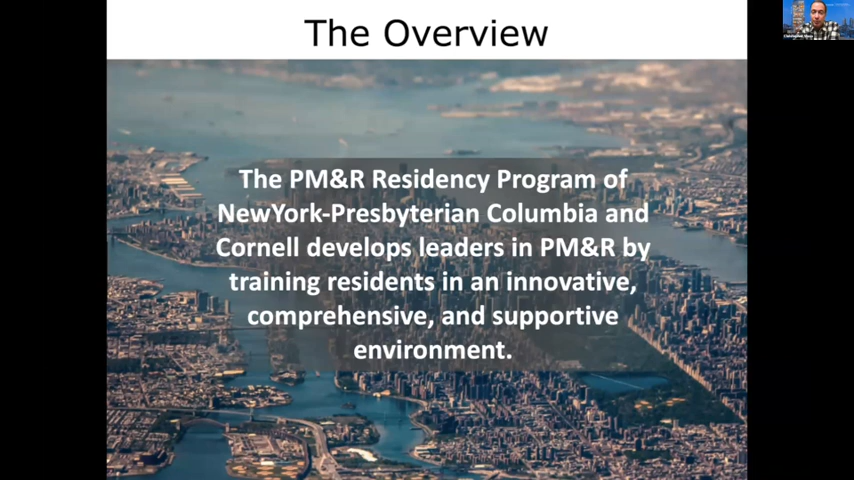 The Overview
The PM&R Residency Program of
NewYork-Presbyterian Columbia and
Cornell develops leaders in PM&R by
training residents in an innovative,
comprehensive, and supportive
environment.